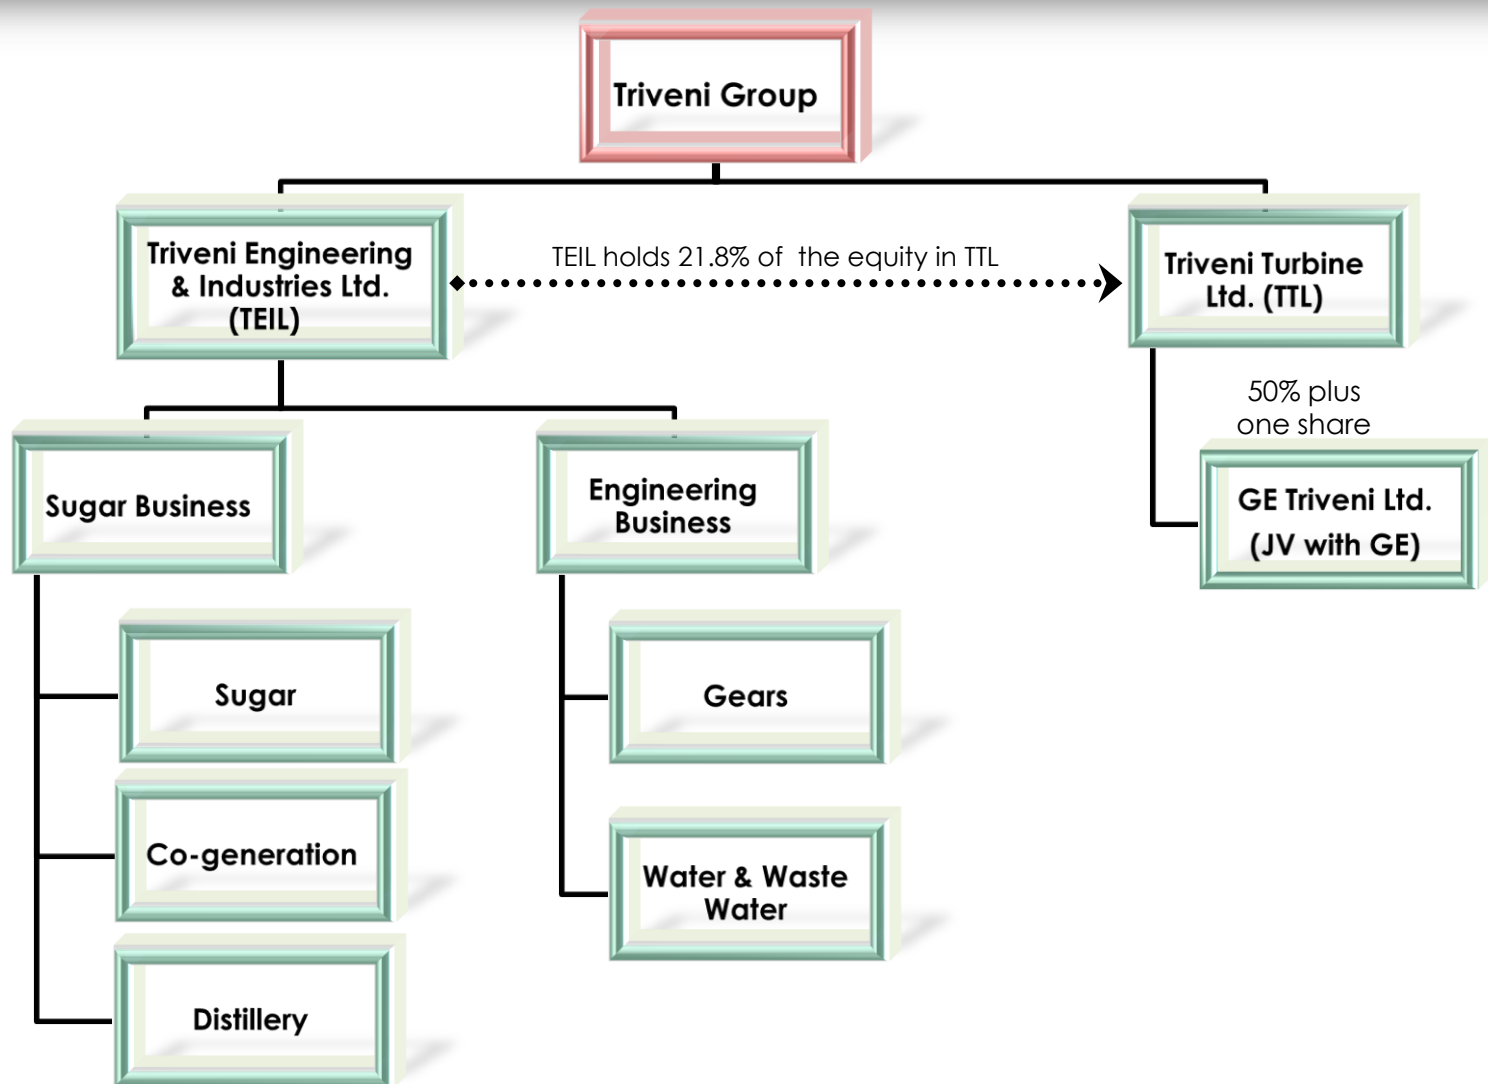 Triveni Group
Triveni Engineering
& Industries Ltd.
(TEIL)
TEIL holds 21.8% of the equity in TTL
Triveni Turbine
Ltd. (TTL)
50% plus
one share
GE Triveni Ltd.
(JV with GE)
Sugar Business
Engineering
Business
Sugar
Gears
Co-generation
Water & Waste
Water
Distillery